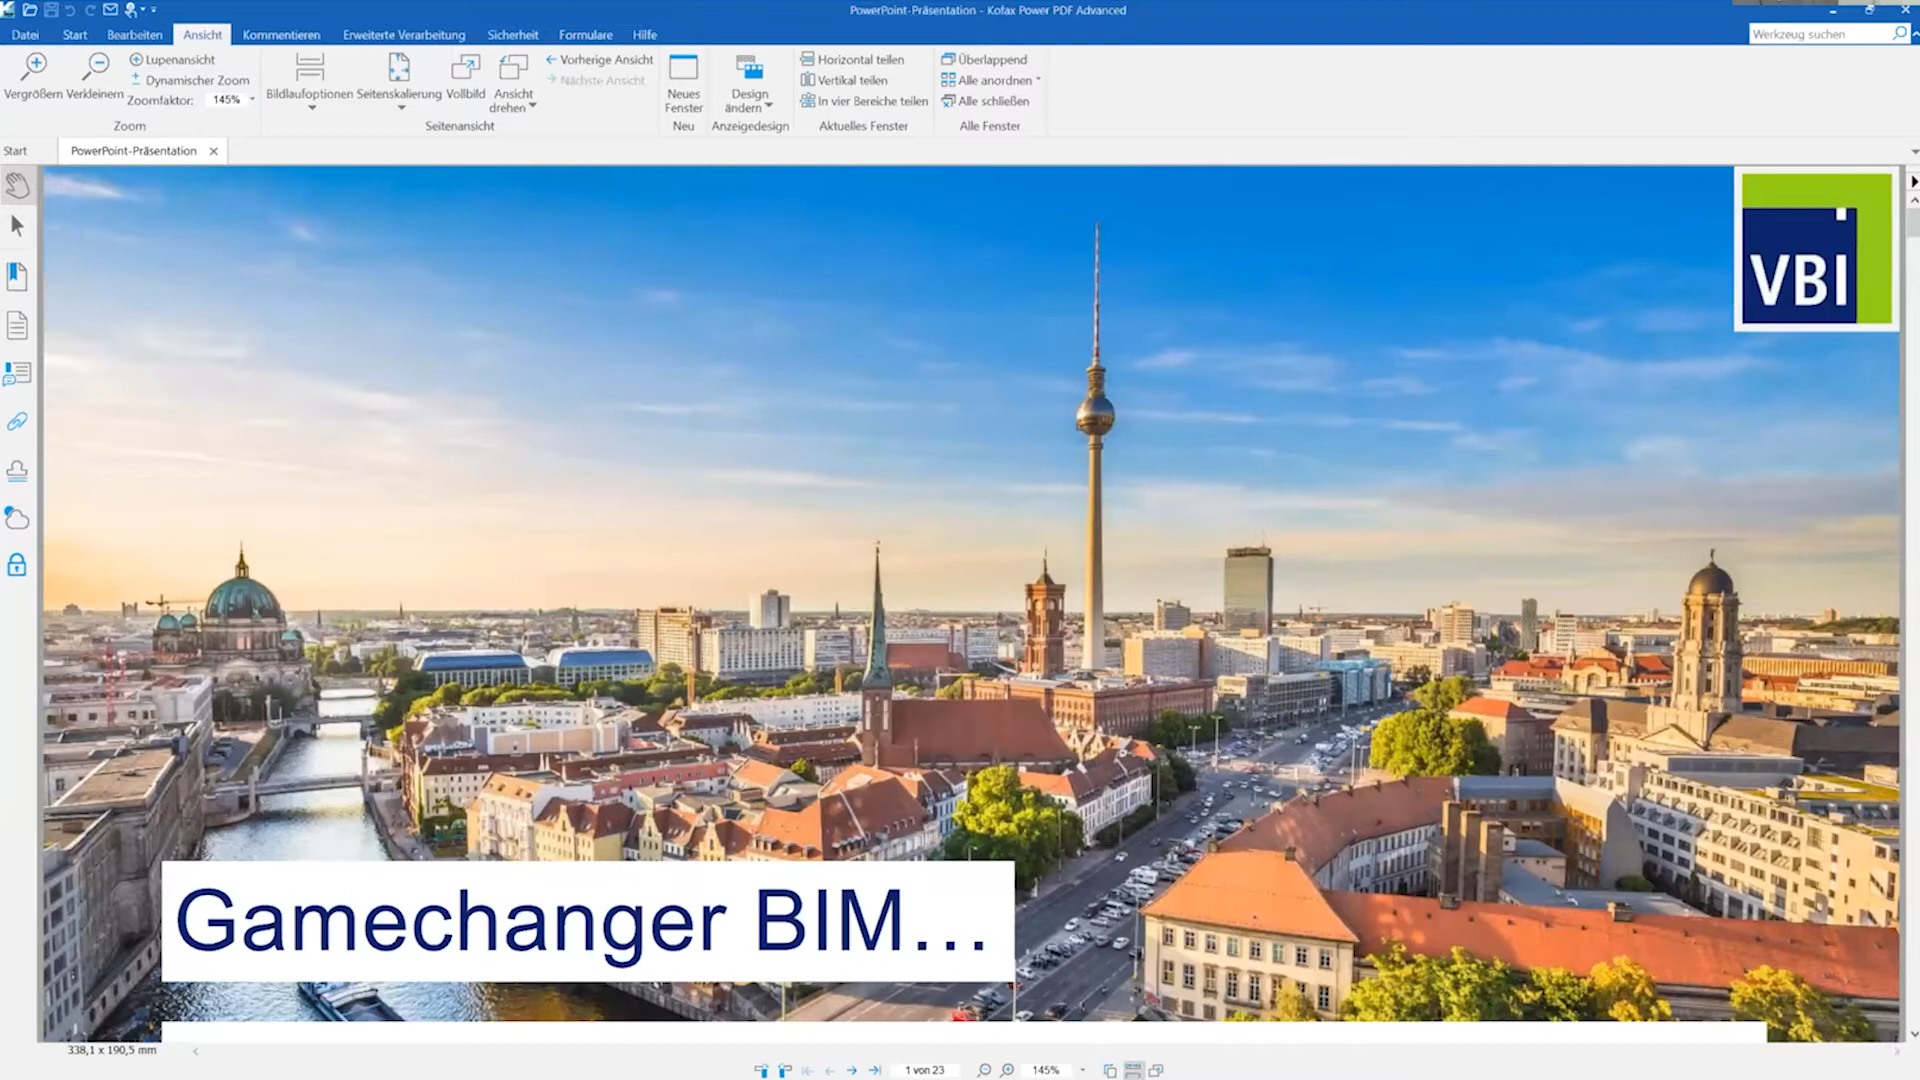 PowerPoint-Präsentation - Kofax Power PDF Advanced
Datei Start Bearbeiten Ansicht Kommentieren Erweiterte Verarbeitung Sicherheit Formulare Hilfe
Werkzeug suchen
Vergrößern Verkleinern
Lupenansicht
Dynamischer Zoom
Zoomfaktor: 145%
Zoom
Bildlaufoptionen Seitenskalierung Vollbild Ansicht drehen
Vorherige Ansicht
Nächste Ansicht
Seitenansicht
Neues Fenster
Neu
Design ändern
Anzeigedesign
Horizontal teilen
Vertikal teilen
In vier Bereiche teilen
Aktuelles Fenster
Überlappend
Alle anordnen
Alle schließen
Alle Fenster
Start PowerPoint-Präsentation
VBI
Gamechanger BIM...
338,1 x 190,5 mm
1 von 23 145%